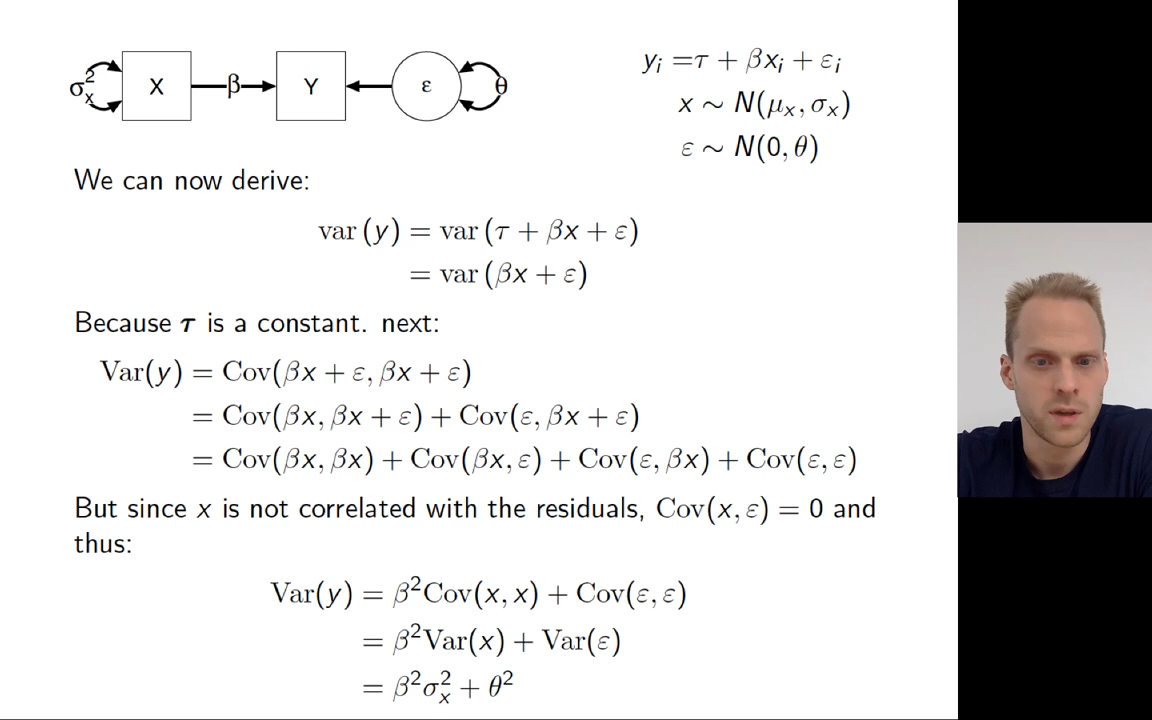 σ²ₓ X β Y ε θ
yᵢ =τ + βxᵢ + εᵢ
x ∼ N(μₓ, σₓ)
ε ∼ N(0, θ)
We can now derive:
var (y) = var (τ + βx + ε)
= var (βx + ε)
Because τ is a constant. next:
Var(y) = Cov(βx + ε, βx + ε)
= Cov(βx, βx + ε) + Cov(ε, βx + ε)
= Cov(βx, βx) + Cov(βx, ε) + Cov(ε, βx) + Cov(ε, ε)
But since x is not correlated with the residuals, Cov(x, ε) = 0 and
thus:
Var(y) = β²Cov(x, x) + Cov(ε, ε)
= β²Var(x) + Var(ε)
= β²σ²ₓ + θ²